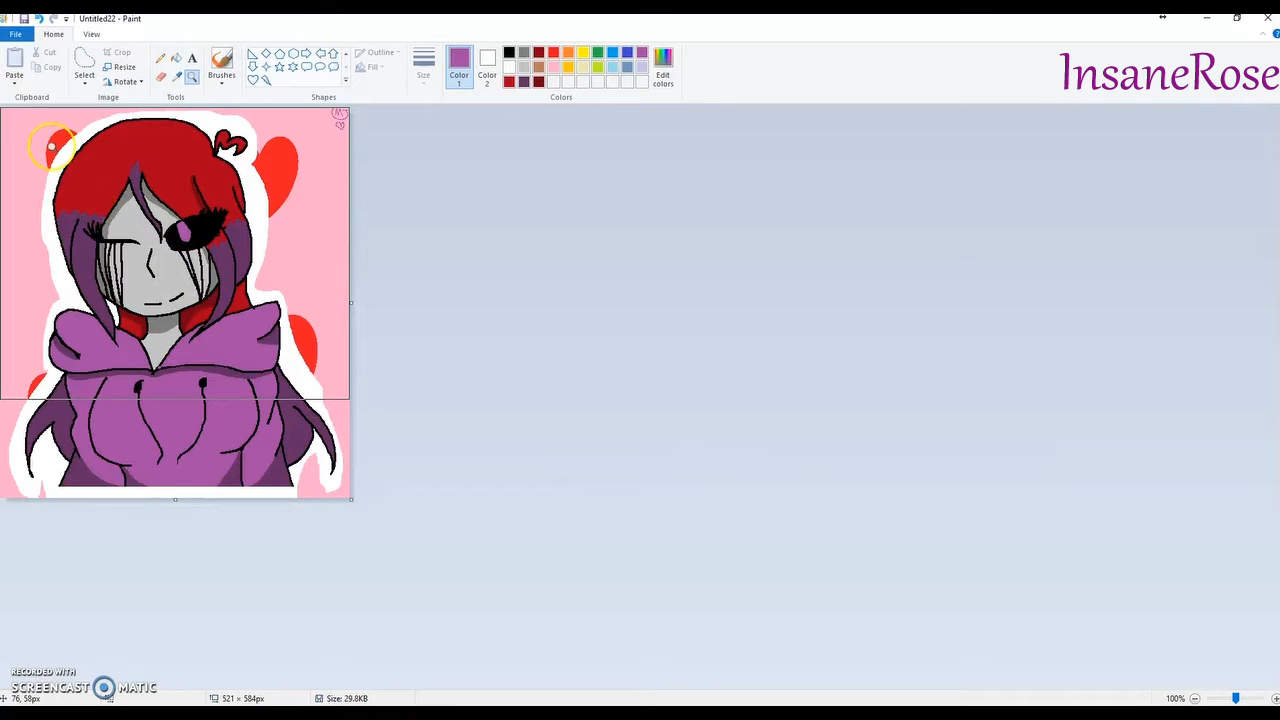 Untitled22 - Paint
File
Home
View
Paste
Cut
Copy
Clipboard
Select
Crop
Resize
Rotate
Image
Tools
Brushes
Outline
Fill
Shapes
Size
Color
1
Color
2
Edit
colors
Colors
InsaneRose
RECORDED WITH
SCREENCAST MATIC
76, 58px
521 × 584px
Size: 29.8KB
100%